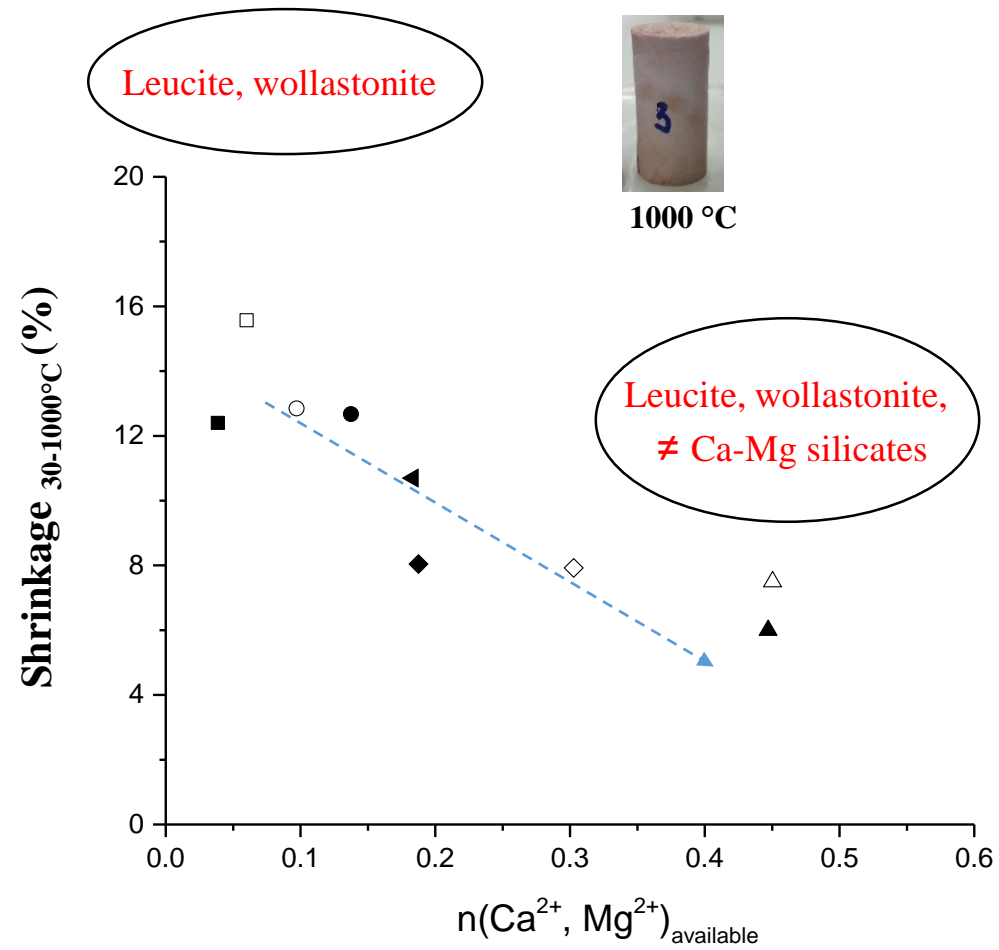 Leucite, wollastonite
3
1000 °C
20
16
12
8
4
0
Shrinkage 30-1000°C (%)
Leucite, wollastonite,
≠ Ca-Mg silicates
0.0 0.1 0.2 0.3 0.4 0.5 0.6
n(Ca²⁺, Mg²⁺)available